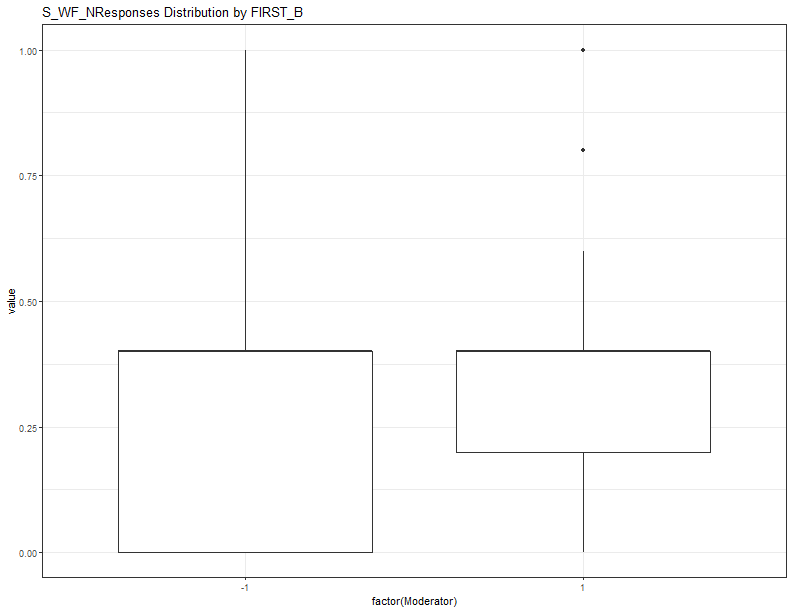 S_WF_NResponses Distribution by FIRST_B
1.00
0.75
0.50
0.25
0.00
value
-1
1
factor(Moderator)